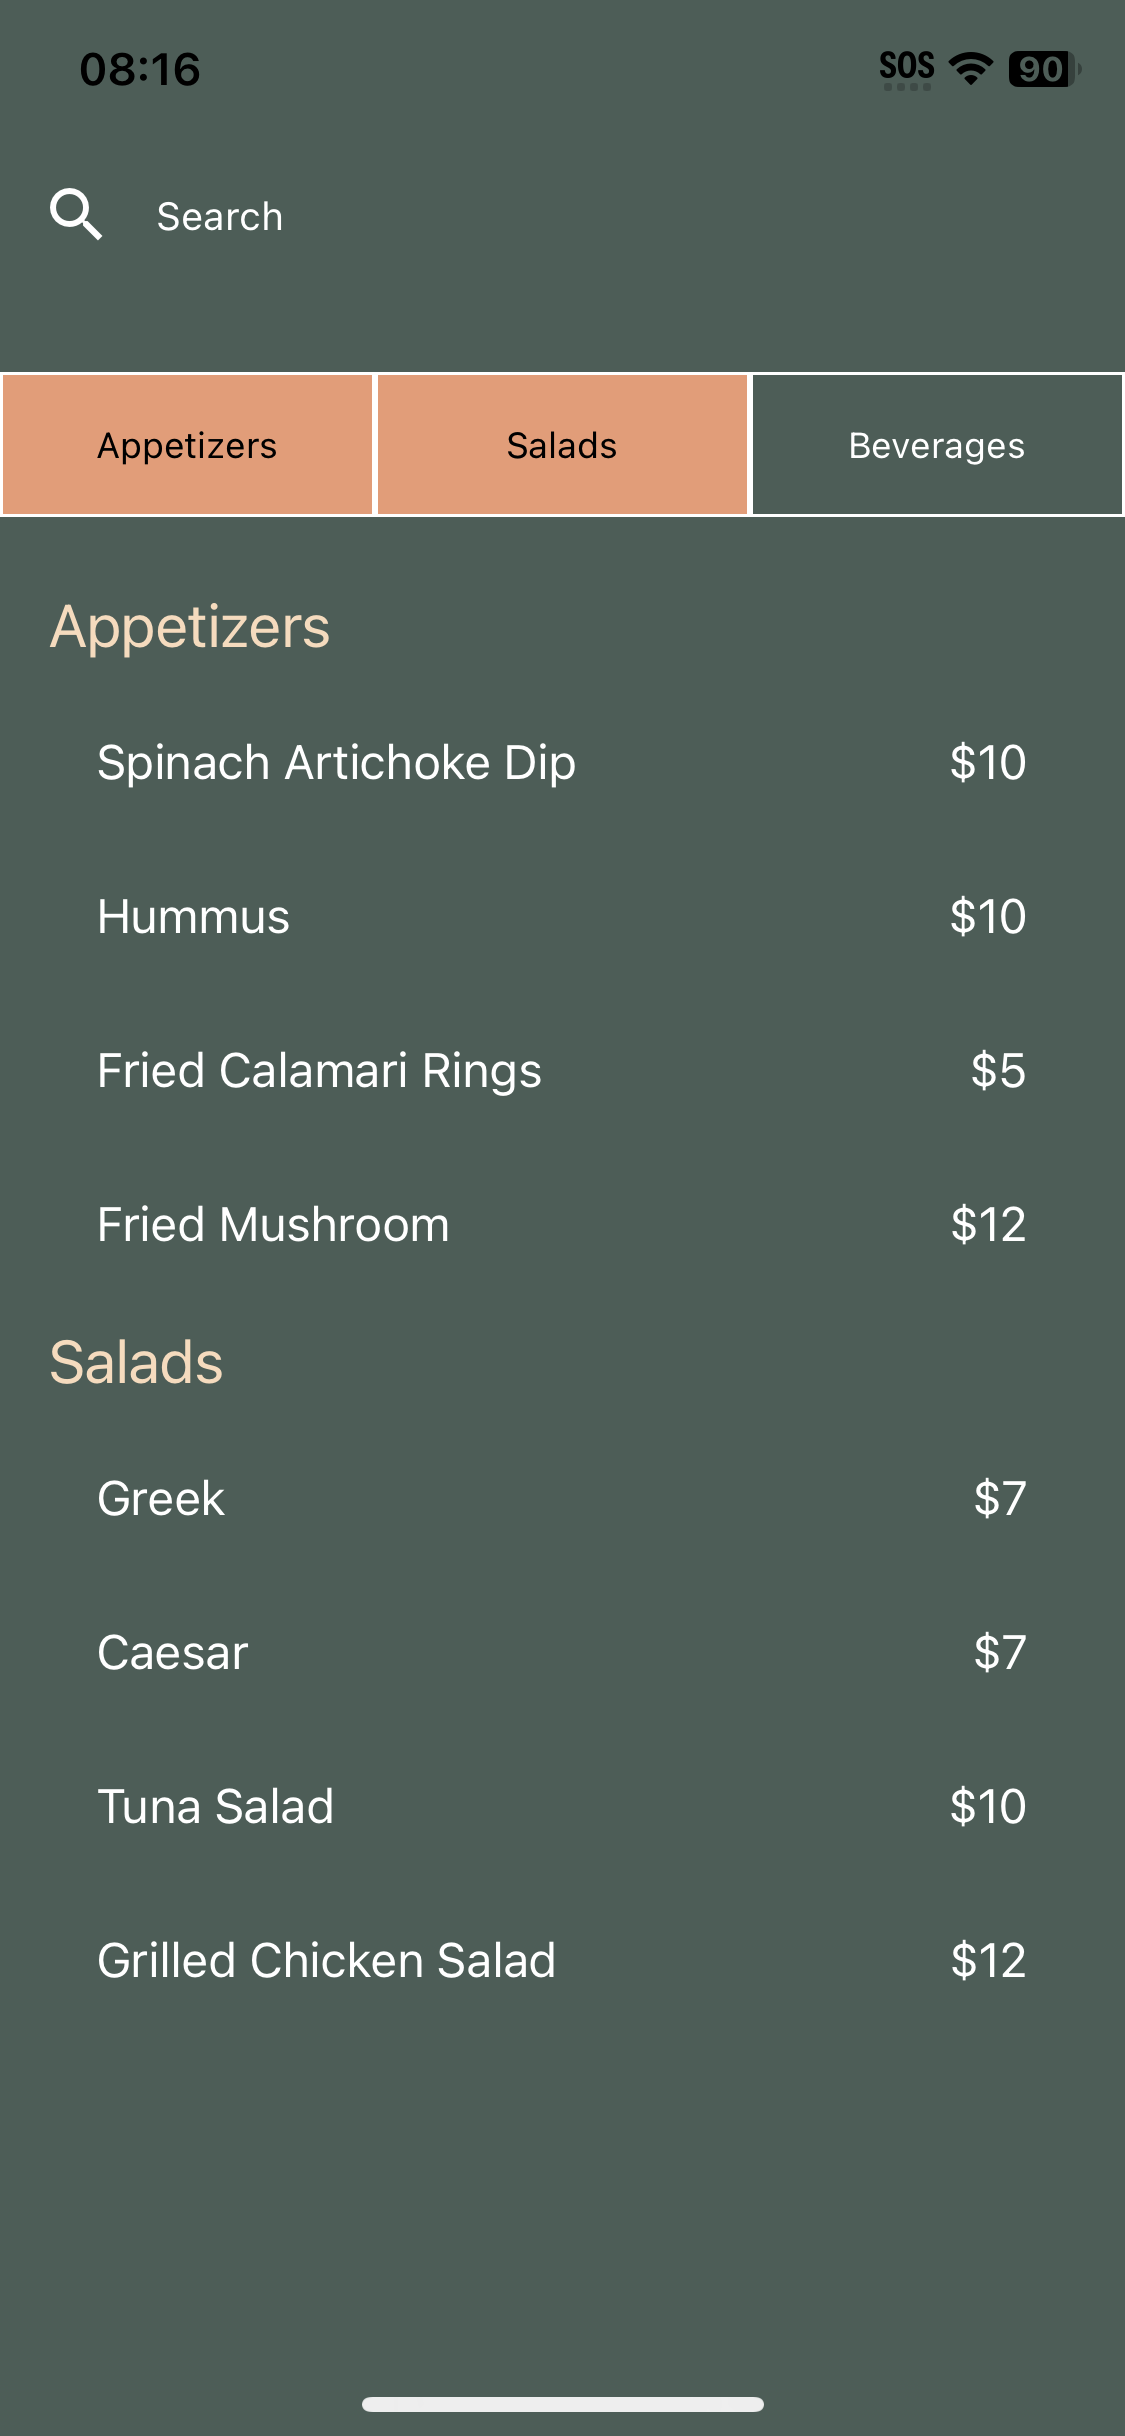 08:16 SOS 90
Search
Appetizers Salads Beverages
Appetizers
Spinach Artichoke Dip $10
Hummus $10
Fried Calamari Rings $5
Fried Mushroom $12
Salads
Greek $7
Caesar $7
Tuna Salad $10
Grilled Chicken Salad $12